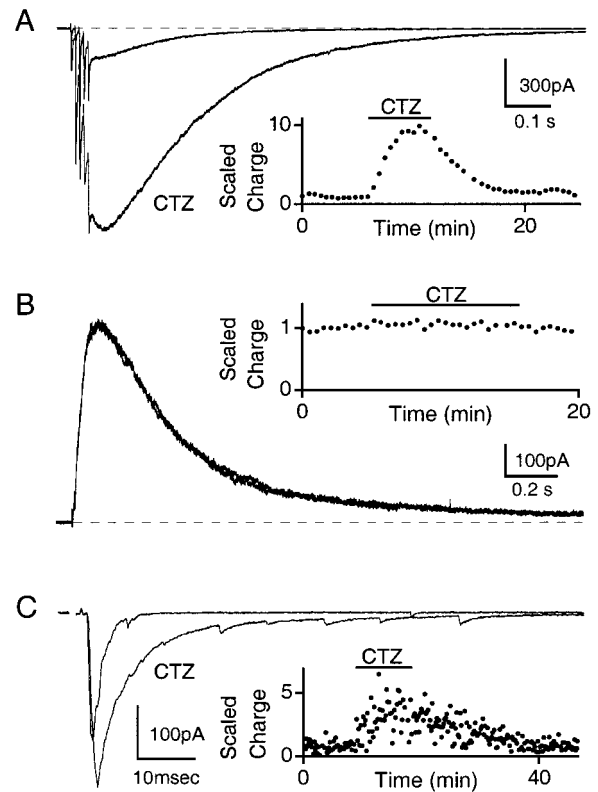 A
300pA
0.1 s
CTZ
CTZ
10
0
Scaled
Charge
0
20
Time (min)
B
CTZ
1
0
Scaled
Charge
0
20
Time (min)
100pA
0.2 s
C
CTZ
100pA
10msec
CTZ
5
0
Scaled
Charge
0
40
Time (min)